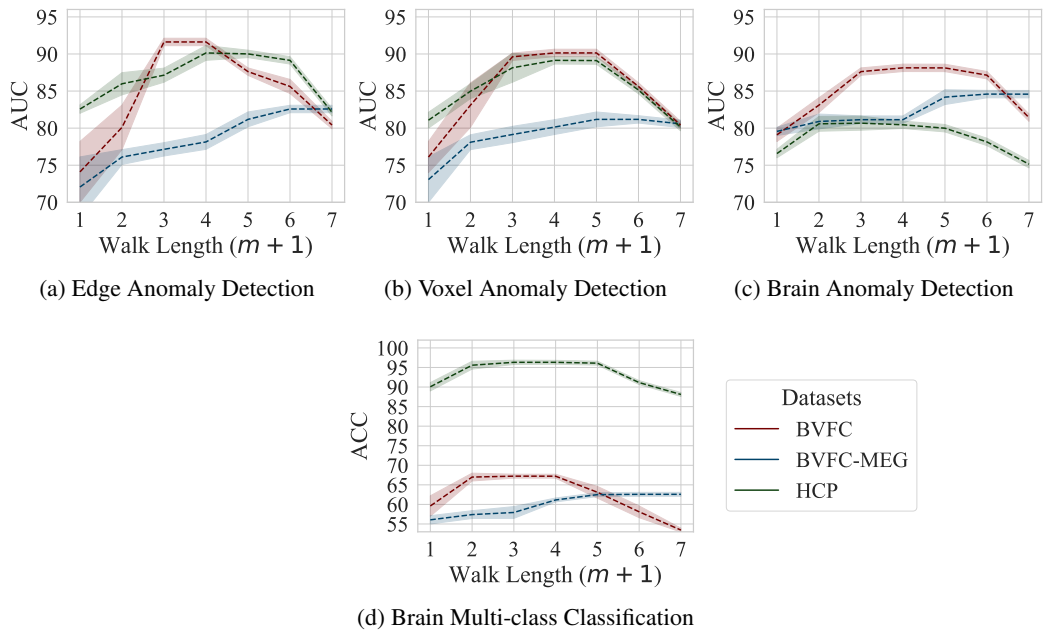 95
90
85
80
75
70
AUC
1 2 3 4 5 6 7
Walk Length (m + 1)
(a) Edge Anomaly Detection
95
90
85
80
75
70
AUC
1 2 3 4 5 6 7
Walk Length (m + 1)
(b) Voxel Anomaly Detection
95
90
85
80
75
70
AUC
1 2 3 4 5 6 7
Walk Length (m + 1)
(c) Brain Anomaly Detection
100
95
90
85
80
75
70
65
60
55
ACC
1 2 3 4 5 6 7
Walk Length (m + 1)
(d) Brain Multi-class Classification
Datasets
BVFC
BVFC-MEG
HCP